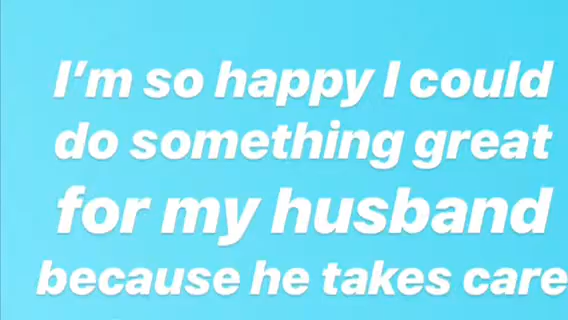 I'm so happy I could
do something great
for my husband
because he takes care